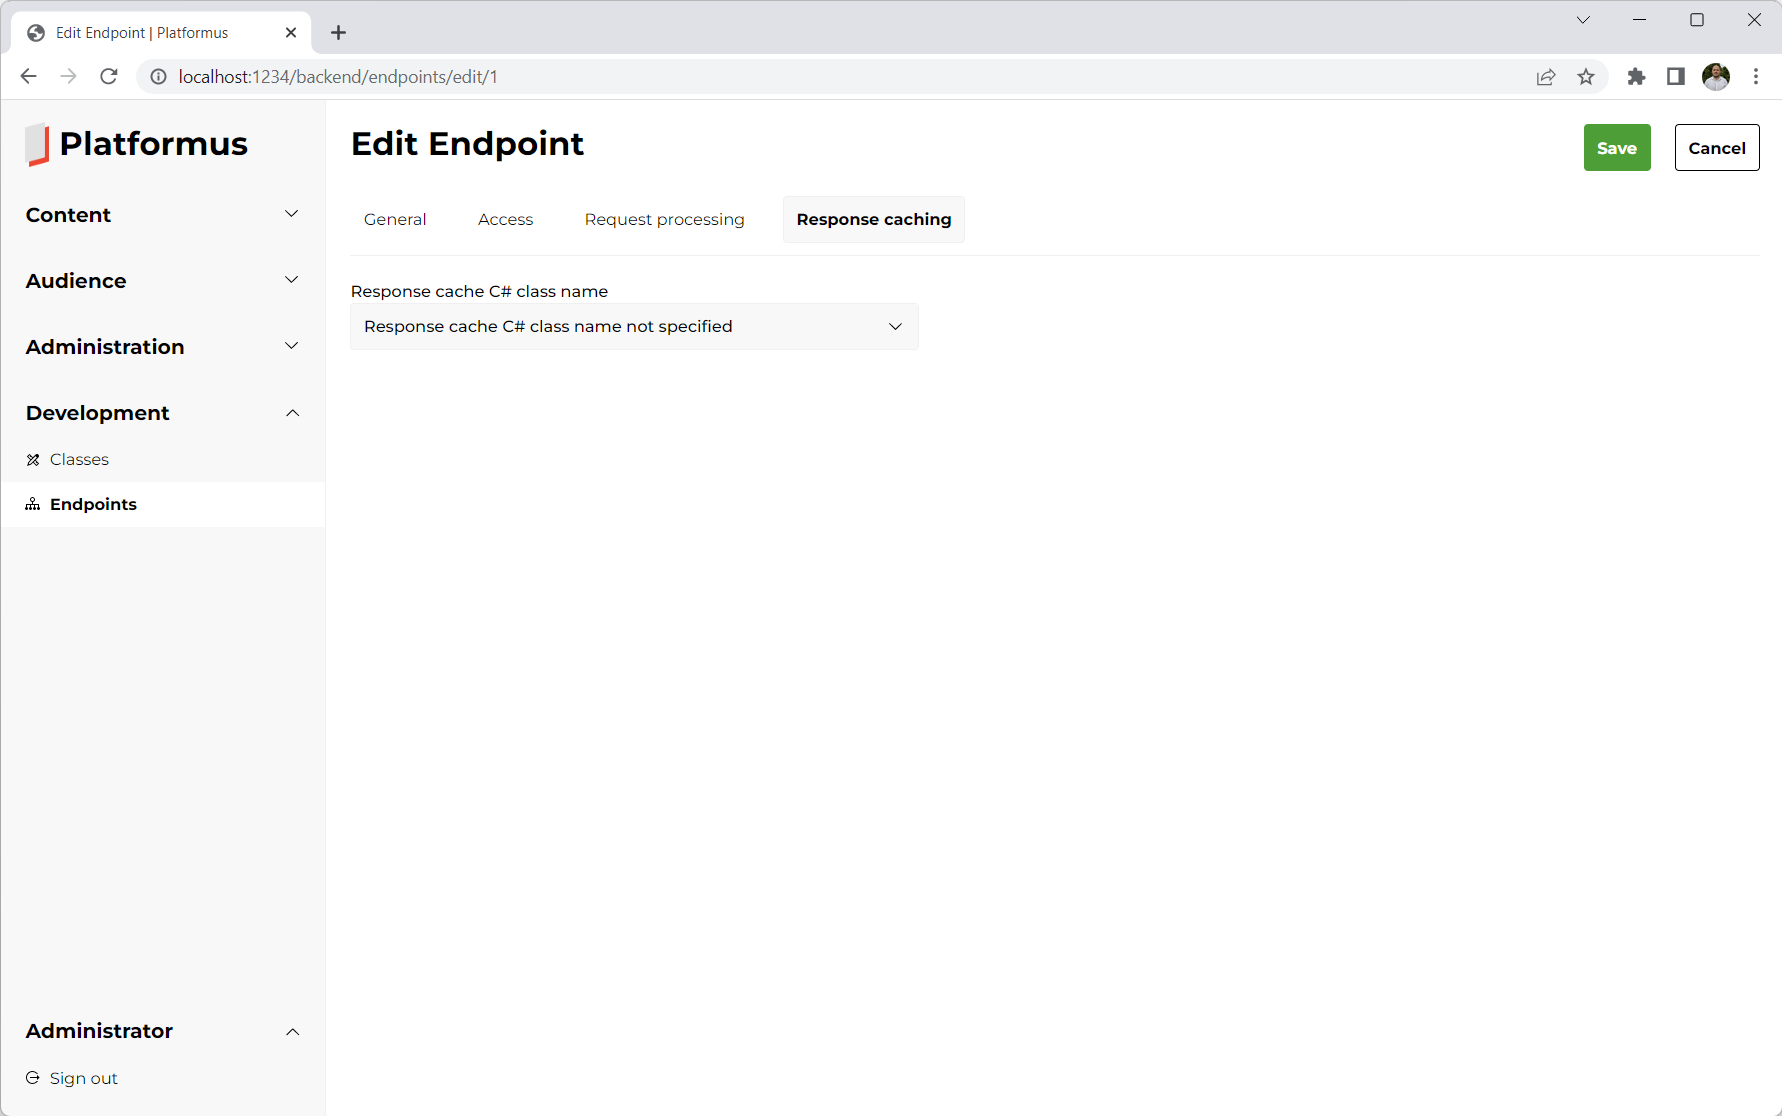 Edit Endpoint | Platformus
localhost:1234/backend/endpoints/edit/1
Platformus
Content
Audience
Administration
Development
Classes
Endpoints
Administrator
Sign out
Edit Endpoint
Save
Cancel
General
Access
Request processing
Response caching
Response cache C# class name
Response cache C# class name not specified